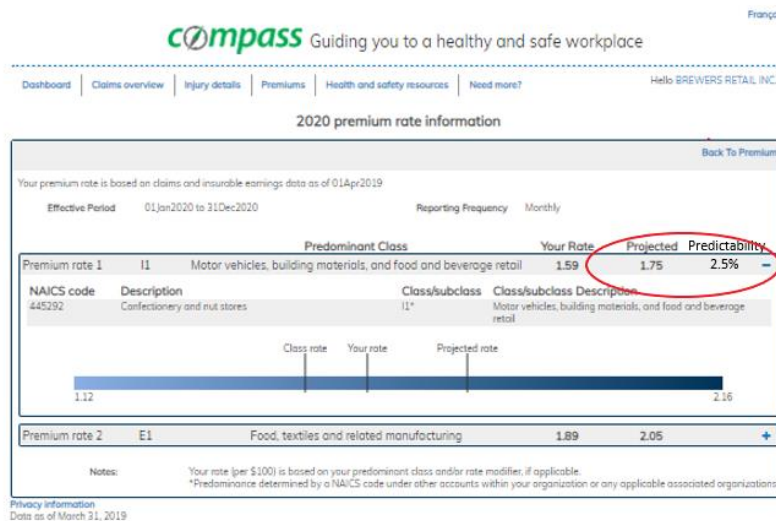 Françai
compass Guiding you to a healthy and safe workplace
Dashboard Claims overview Injury details Premiums Health and safety resources Need more? Hello BREWERS RETAIL INC.
2020 premium rate information
Back To Premium
Your premium rate is based on claims and insurable earnings data as of 01Apr2019
Effective Period 01Jan2020 to 31Dec2020 Reporting Frequency Monthly
Predominant Class Your Rate Projected Predictability
Premium rate 1 I1 Motor vehicles, building materials, and food and beverage retail 1.59 1.75 2.5% −
NAICS code Description Class/subclass Class/subclass Description
445292 Confectionery and nut stores I1* Motor vehicles, building materials, and food and beverage
retail
Class rate Your rate Projected rate
1.12 2.16
Premium rate 2 E1 Food, textiles and related manufacturing 1.89 2.05 +
Notes: Your rate (per $100) is based on your predominant class and/or rate modifier, if applicable.
*Predominance determined by a NAICS code under other accounts within your organization or any applicable associated organizations
Privacy information
Data as of March 31, 2019